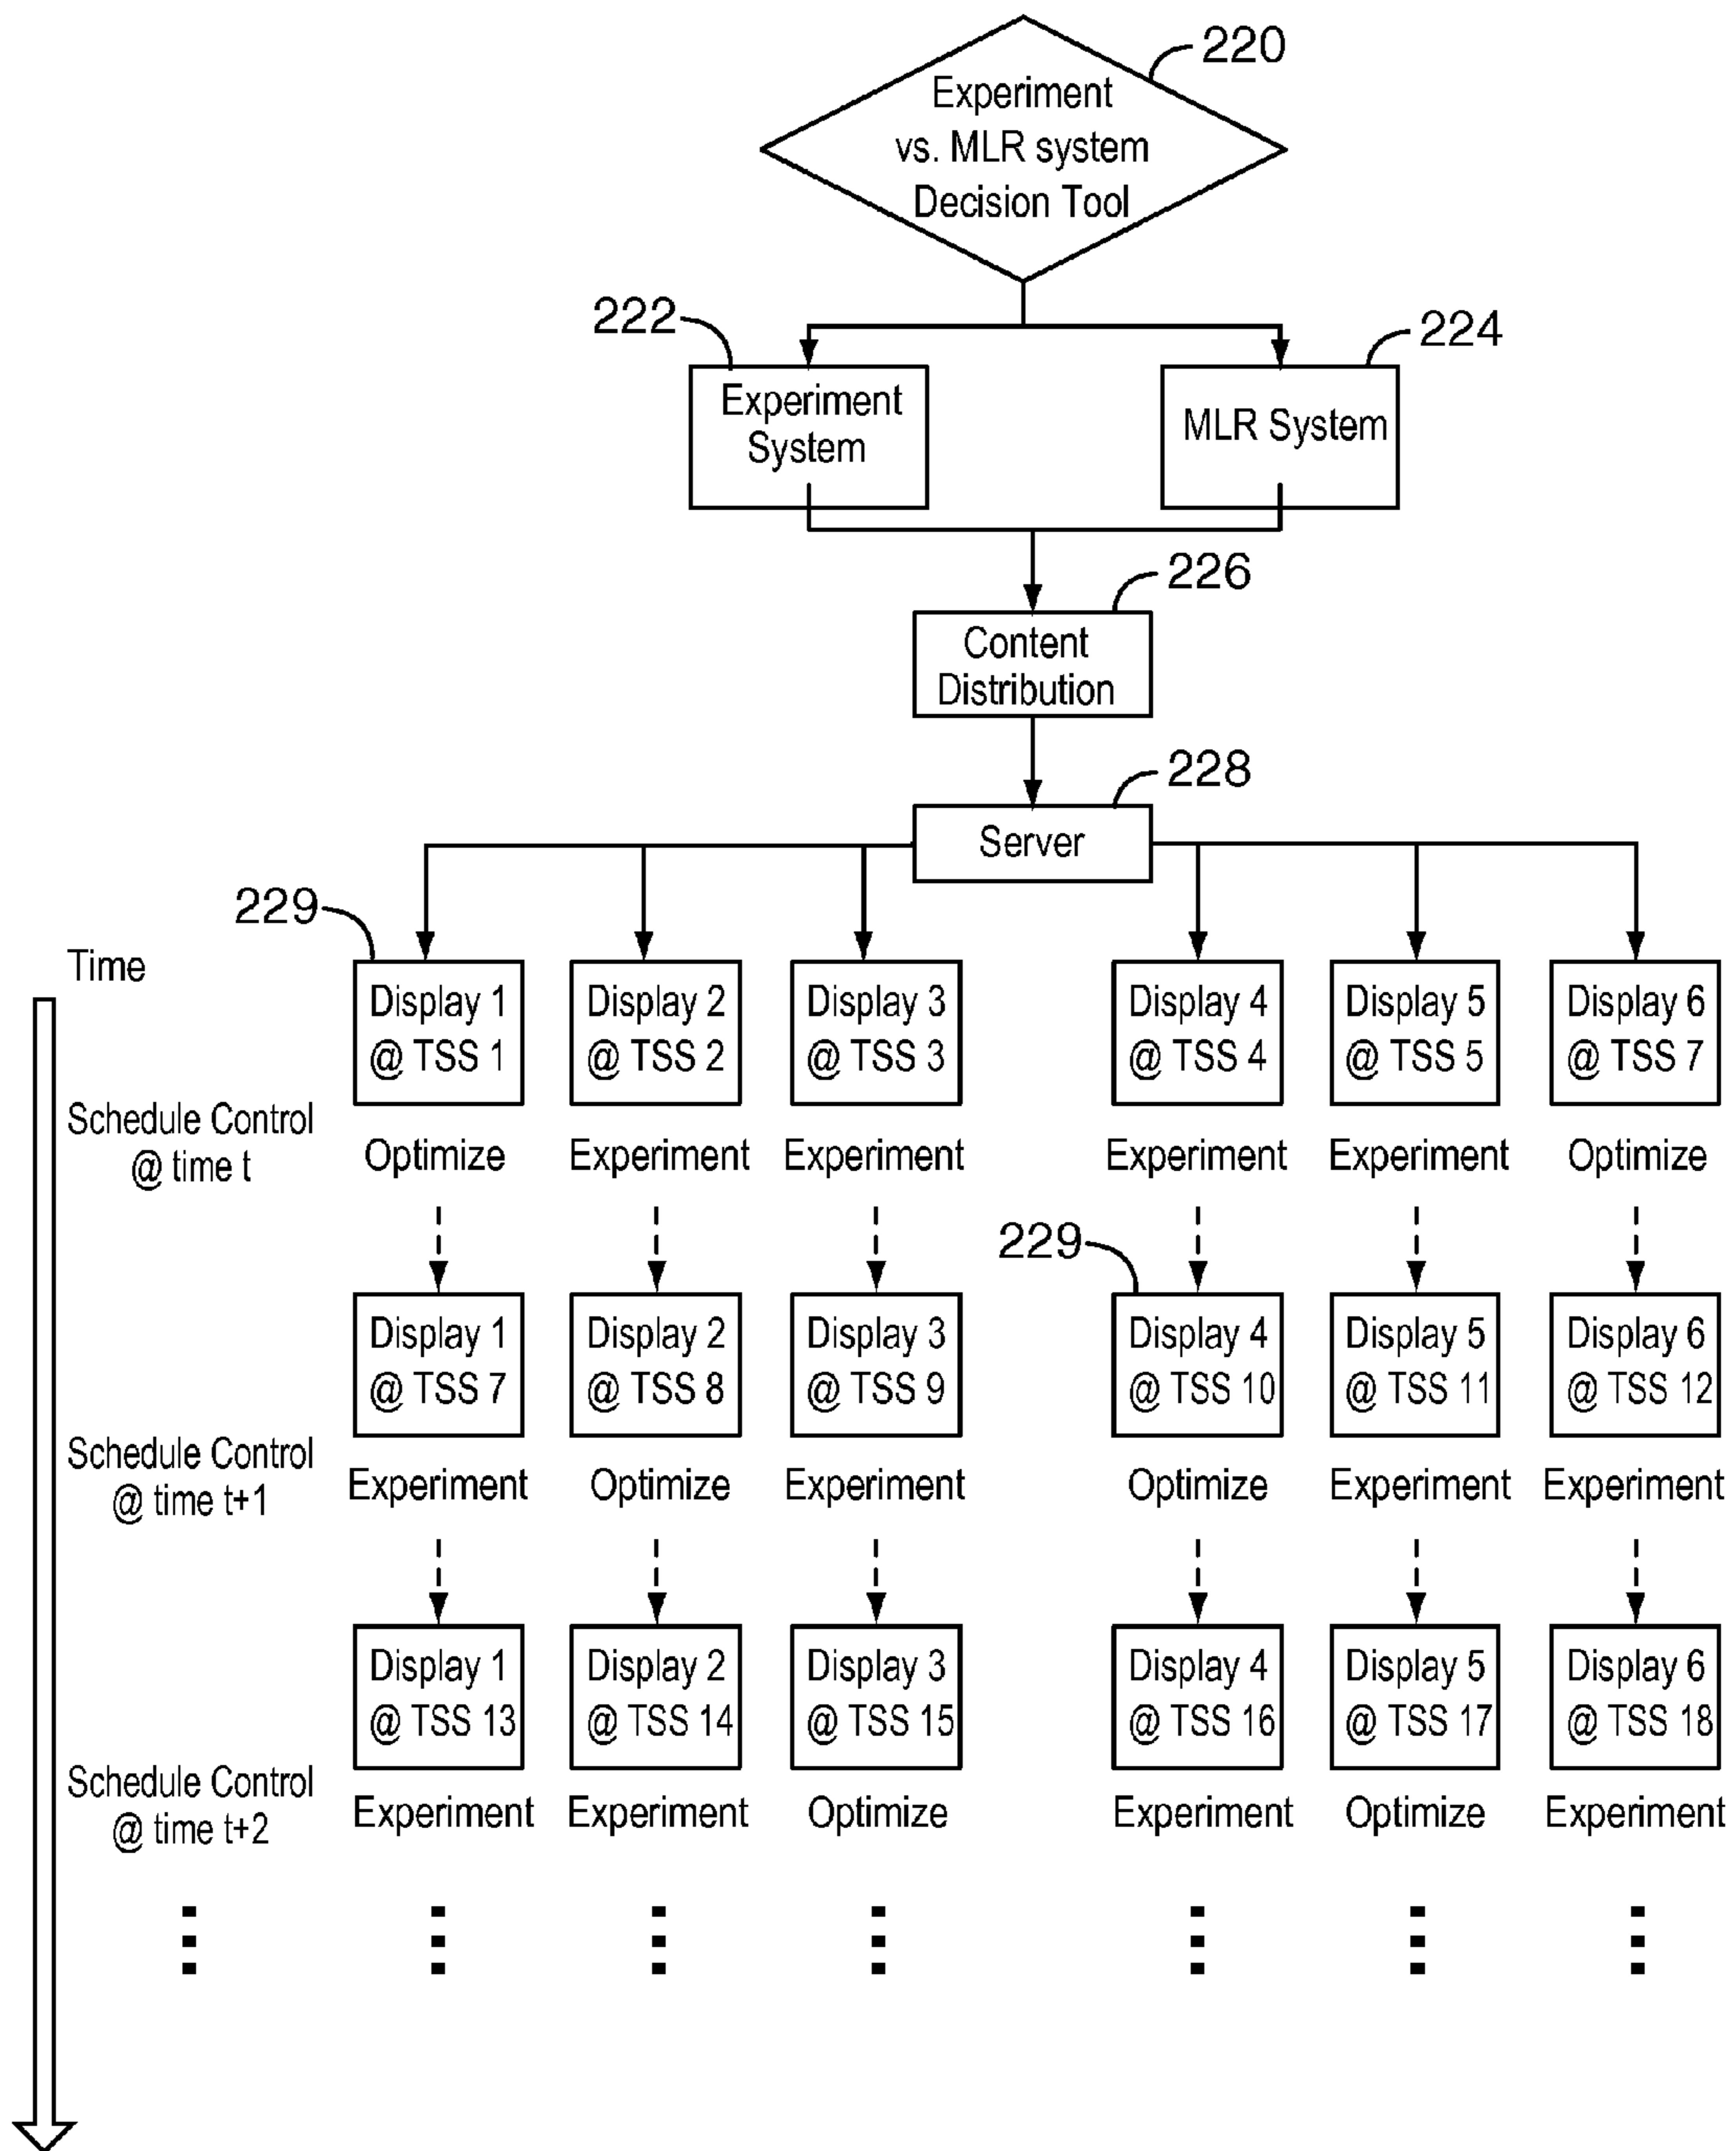 220
Experiment
vs. MLR system
Decision Tool
222
224
Experiment
System
MLR System
226
Content
Distribution
228
Server
229
Time
Display 1
@ TSS 1
Display 2
@ TSS 2
Display 3
@ TSS 3
Display 4
@ TSS 4
Display 5
@ TSS 5
Display 6
@ TSS 7
Schedule Control
@ time t
Optimize
Experiment
Experiment
Experiment
Experiment
Optimize
229
Display 1
@ TSS 7
Display 2
@ TSS 8
Display 3
@ TSS 9
Display 4
@ TSS 10
Display 5
@ TSS 11
Display 6
@ TSS 12
Schedule Control
@ time t+1
Experiment
Optimize
Experiment
Optimize
Experiment
Experiment
Display 1
@ TSS 13
Display 2
@ TSS 14
Display 3
@ TSS 15
Display 4
@ TSS 16
Display 5
@ TSS 17
Display 6
@ TSS 18
Schedule Control
@ time t+2
Experiment
Experiment
Optimize
Experiment
Optimize
Experiment